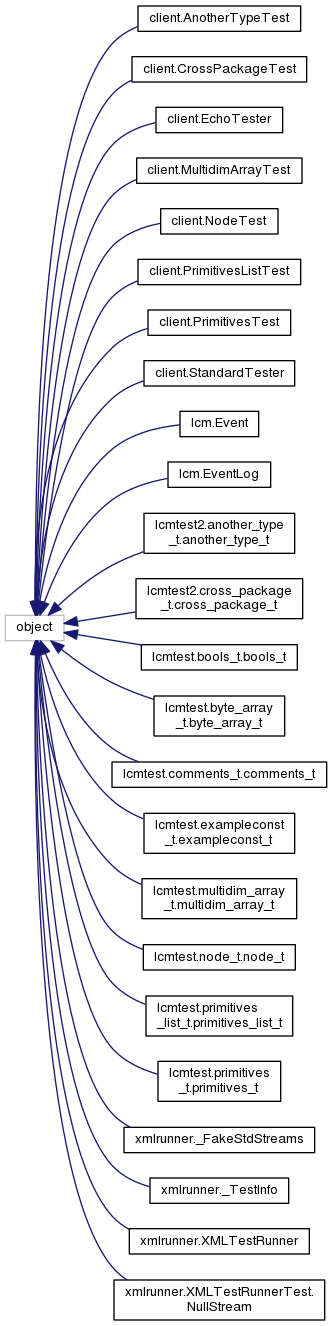 client.AnotherTypeTest
client.CrossPackageTest
client.EchoTester
client.MultidimArrayTest
client.NodeTest
client.PrimitivesListTest
client.PrimitivesTest
client.StandardTester
lcm.Event
lcm.EventLog
lcmtest2.another_type
_t.another_type_t
lcmtest2.cross_package
_t.cross_package_t
object
lcmtest.bools_t.bools_t
lcmtest.byte_array
_t.byte_array_t
lcmtest.comments_t.comments_t
lcmtest.exampleconst
_t.exampleconst_t
lcmtest.multidim_array
_t.multidim_array_t
lcmtest.node_t.node_t
lcmtest.primitives
_list_t.primitives_list_t
lcmtest.primitives
_t.primitives_t
xmlrunner._FakeStdStreams
xmlrunner._TestInfo
xmlrunner.XMLTestRunner
xmlrunner.XMLTestRunnerTest.
NullStream